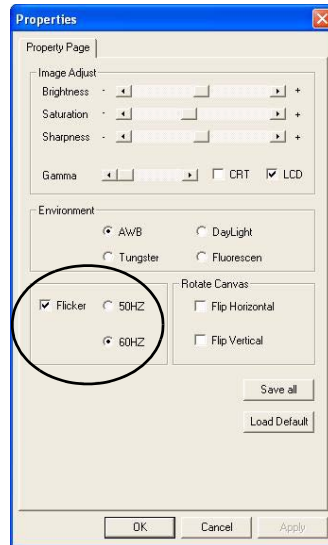 Properties
Property Page
Image Adjust
Brightness - +
Saturation - +
Sharpness - +
Gamma CRT LCD
Environment
AWB DayLight
Tungster Fluorescen
Rotate Canvas
Flicker 50HZ Flip Horizontal
60HZ Flip Vertical
Save all
Load Default
OK Cancel Apply